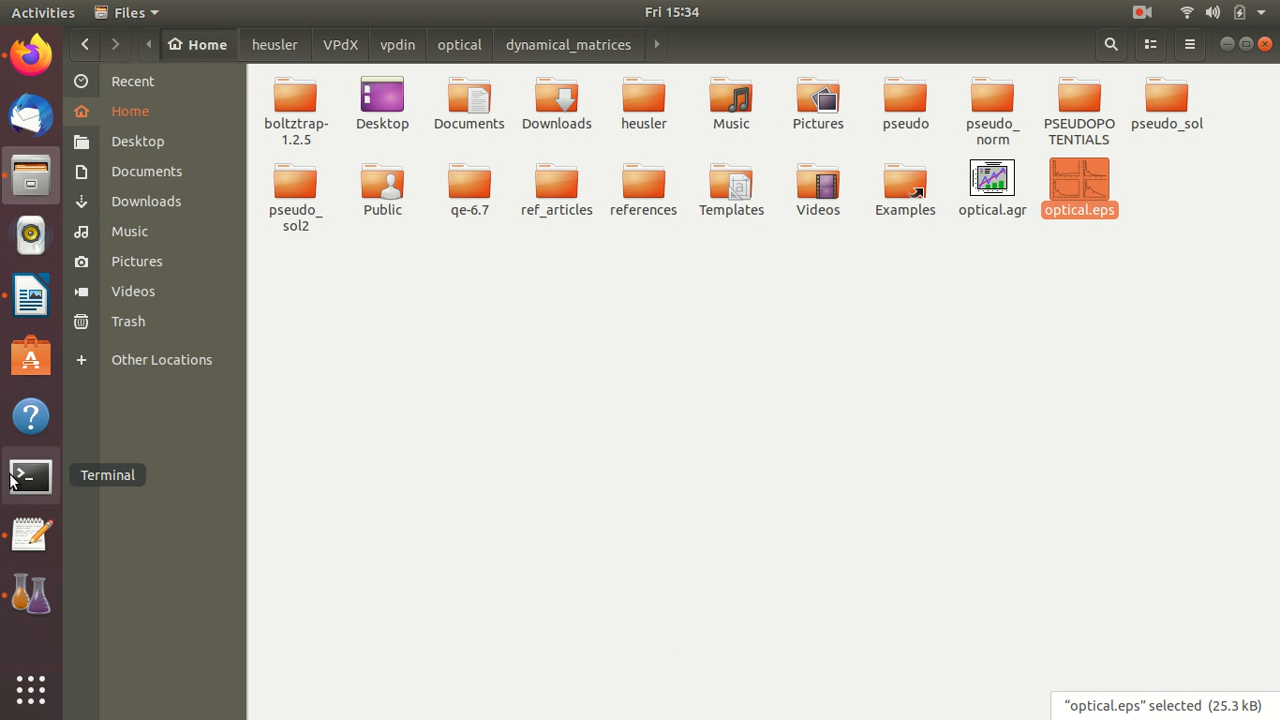 Activities
Files
Fri 15:34
Home
heusler
VPdX
vpdin
optical
dynamical_matrices
Recent
Home
Desktop
Documents
Downloads
Music
Pictures
Videos
Trash
+ Other Locations
Terminal
boltztrap-
1.2.5
Desktop
Documents
Downloads
heusler
Music
Pictures
pseudo
pseudo_
norm
PSEUDOPO
TENTIALS
pseudo_sol
pseudo_
sol2
Public
qe-6.7
ref_articles
references
Templates
Videos
Examples
optical.agr
optical.eps
“optical.eps” selected (25.3 kB)